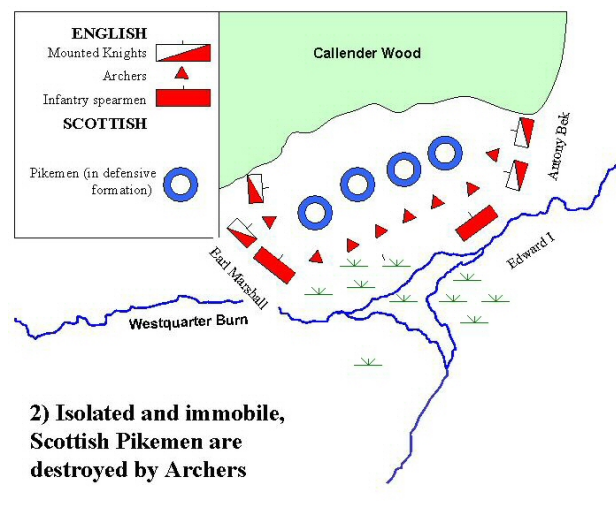 ENGLISH
Mounted Knights
Archers
Infantry spearmen
SCOTTISH
Pikemen (in defensive
formation)
Callender Wood
Antony Bek
Edward I
Earl Marshall
Westquarter Burn
2) Isolated and immobile,
Scottish Pikemen are
destroyed by Archers